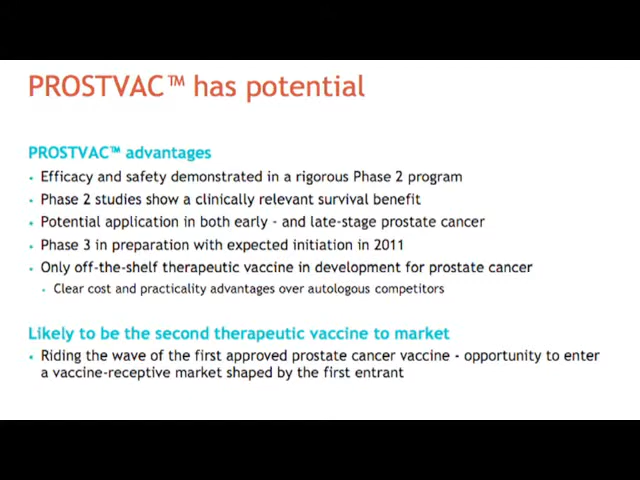 PROSTVAC™ has potential
PROSTVAC™ advantages
• Efficacy and safety demonstrated in a rigorous Phase 2 program
• Phase 2 studies show a clinically relevant survival benefit
• Potential application in both early - and late-stage prostate cancer
• Phase 3 in preparation with expected initiation in 2011
• Only off-the-shelf therapeutic vaccine in development for prostate cancer
• Clear cost and practicality advantages over autologous competitors
Likely to be the second therapeutic vaccine to market
• Riding the wave of the first approved prostate cancer vaccine - opportunity to enter
a vaccine-receptive market shaped by the first entrant